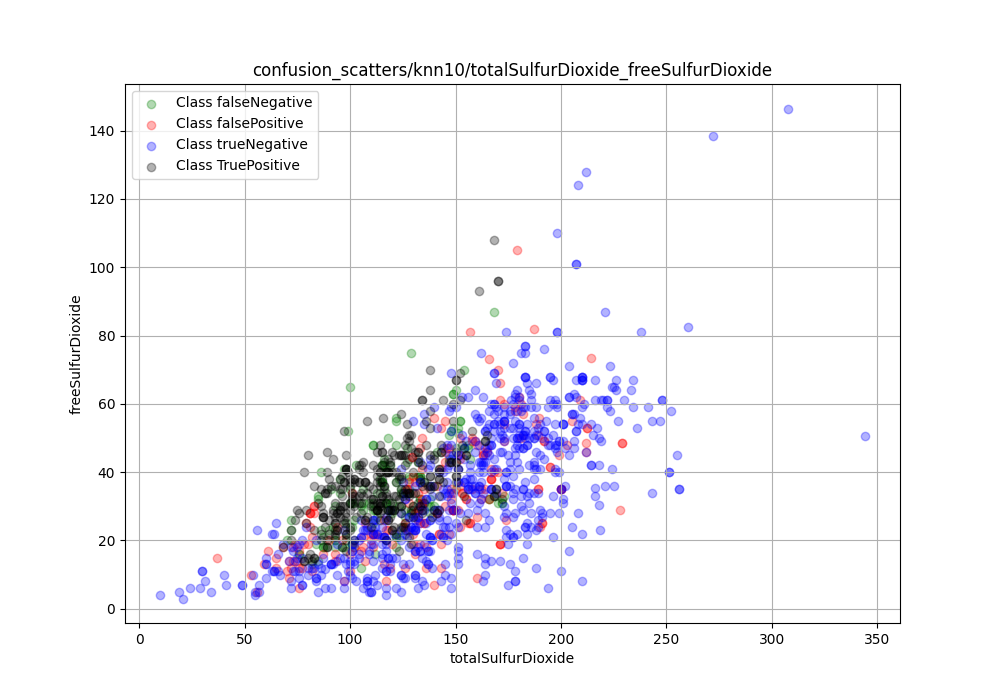 confusion_scatters/knn10/totalSulfurDioxide_freeSulfurDioxide
Class falseNegative
Class falsePositive
Class trueNegative
Class TruePositive
140
120
100
80
60
40
20
0
freeSulfurDioxide
0 50 100 150 200 250 300 350
totalSulfurDioxide